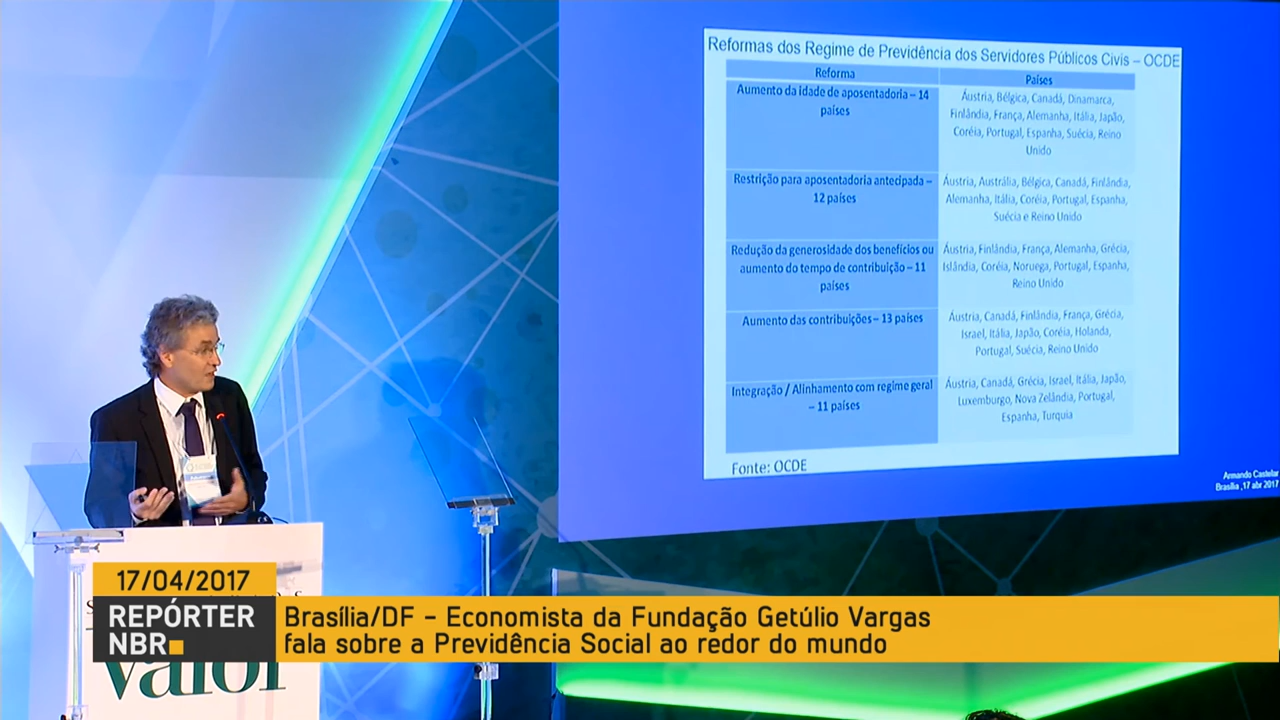 Reformas dos Regime de Previdência dos Servidores Públicos Civis – OCDE
Reforma
Países
Aumento da idade de aposentadoria – 14
países
Áustria, Bélgica, Canadá, Dinamarca,
Finlândia, França, Alemanha, Itália, Japão,
Coréia, Portugal, Espanha, Suécia, Reino
Unido
Restrição para aposentadoria antecipada –
12 países
Áustria, Austrália, Bélgica, Canadá, Finlândia,
Alemanha, Itália, Coréia, Portugal, Espanha,
Suécia e Reino Unido
Redução da generosidade dos benefícios ou
aumento do tempo de contribuição – 11
países
Áustria, Finlândia, França, Alemanha, Grécia,
Islândia, Coréia, Noruega, Portugal, Espanha,
Reino Unido
Aumento das contribuições – 13 países
Áustria, Canadá, Finlândia, França, Grécia,
Israel, Itália, Japão, Coréia, Holanda,
Portugal, Suécia, Reino Unido
Integração / Alinhamento com regime geral
– 11 países
Áustria, Canadá, Grécia, Israel, Itália, Japão,
Luxemburgo, Nova Zelândia, Portugal,
Espanha, Turquia
Fonte: OCDE
Armando Castelar
Brasília ,17 abr 2017
17/04/2017
REPÓRTER
NBR
Brasília/DF – Economista da Fundação Getúlio Vargas
fala sobre a Previdência Social ao redor do mundo
valor